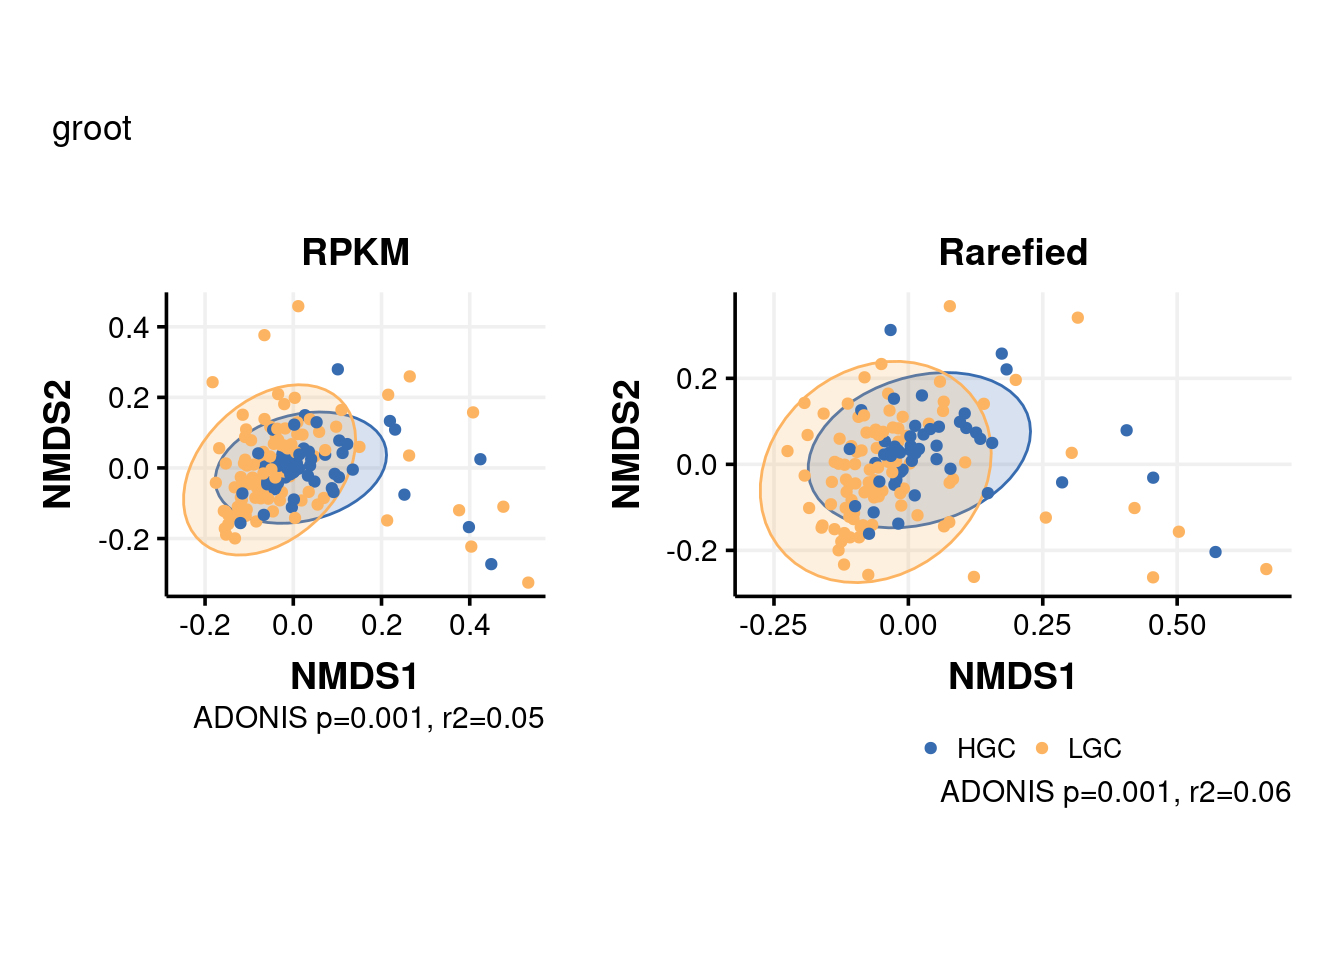 groot
RPKM
NMDS2
0.4
0.2
0.0
-0.2
-0.2 0.0 0.2 0.4
NMDS1
ADONIS p=0.001, r2=0.05
Rarefied
NMDS2
0.2
0.0
-0.2
-0.25 0.00 0.25 0.50
NMDS1
HGC LGC
ADONIS p=0.001, r2=0.06